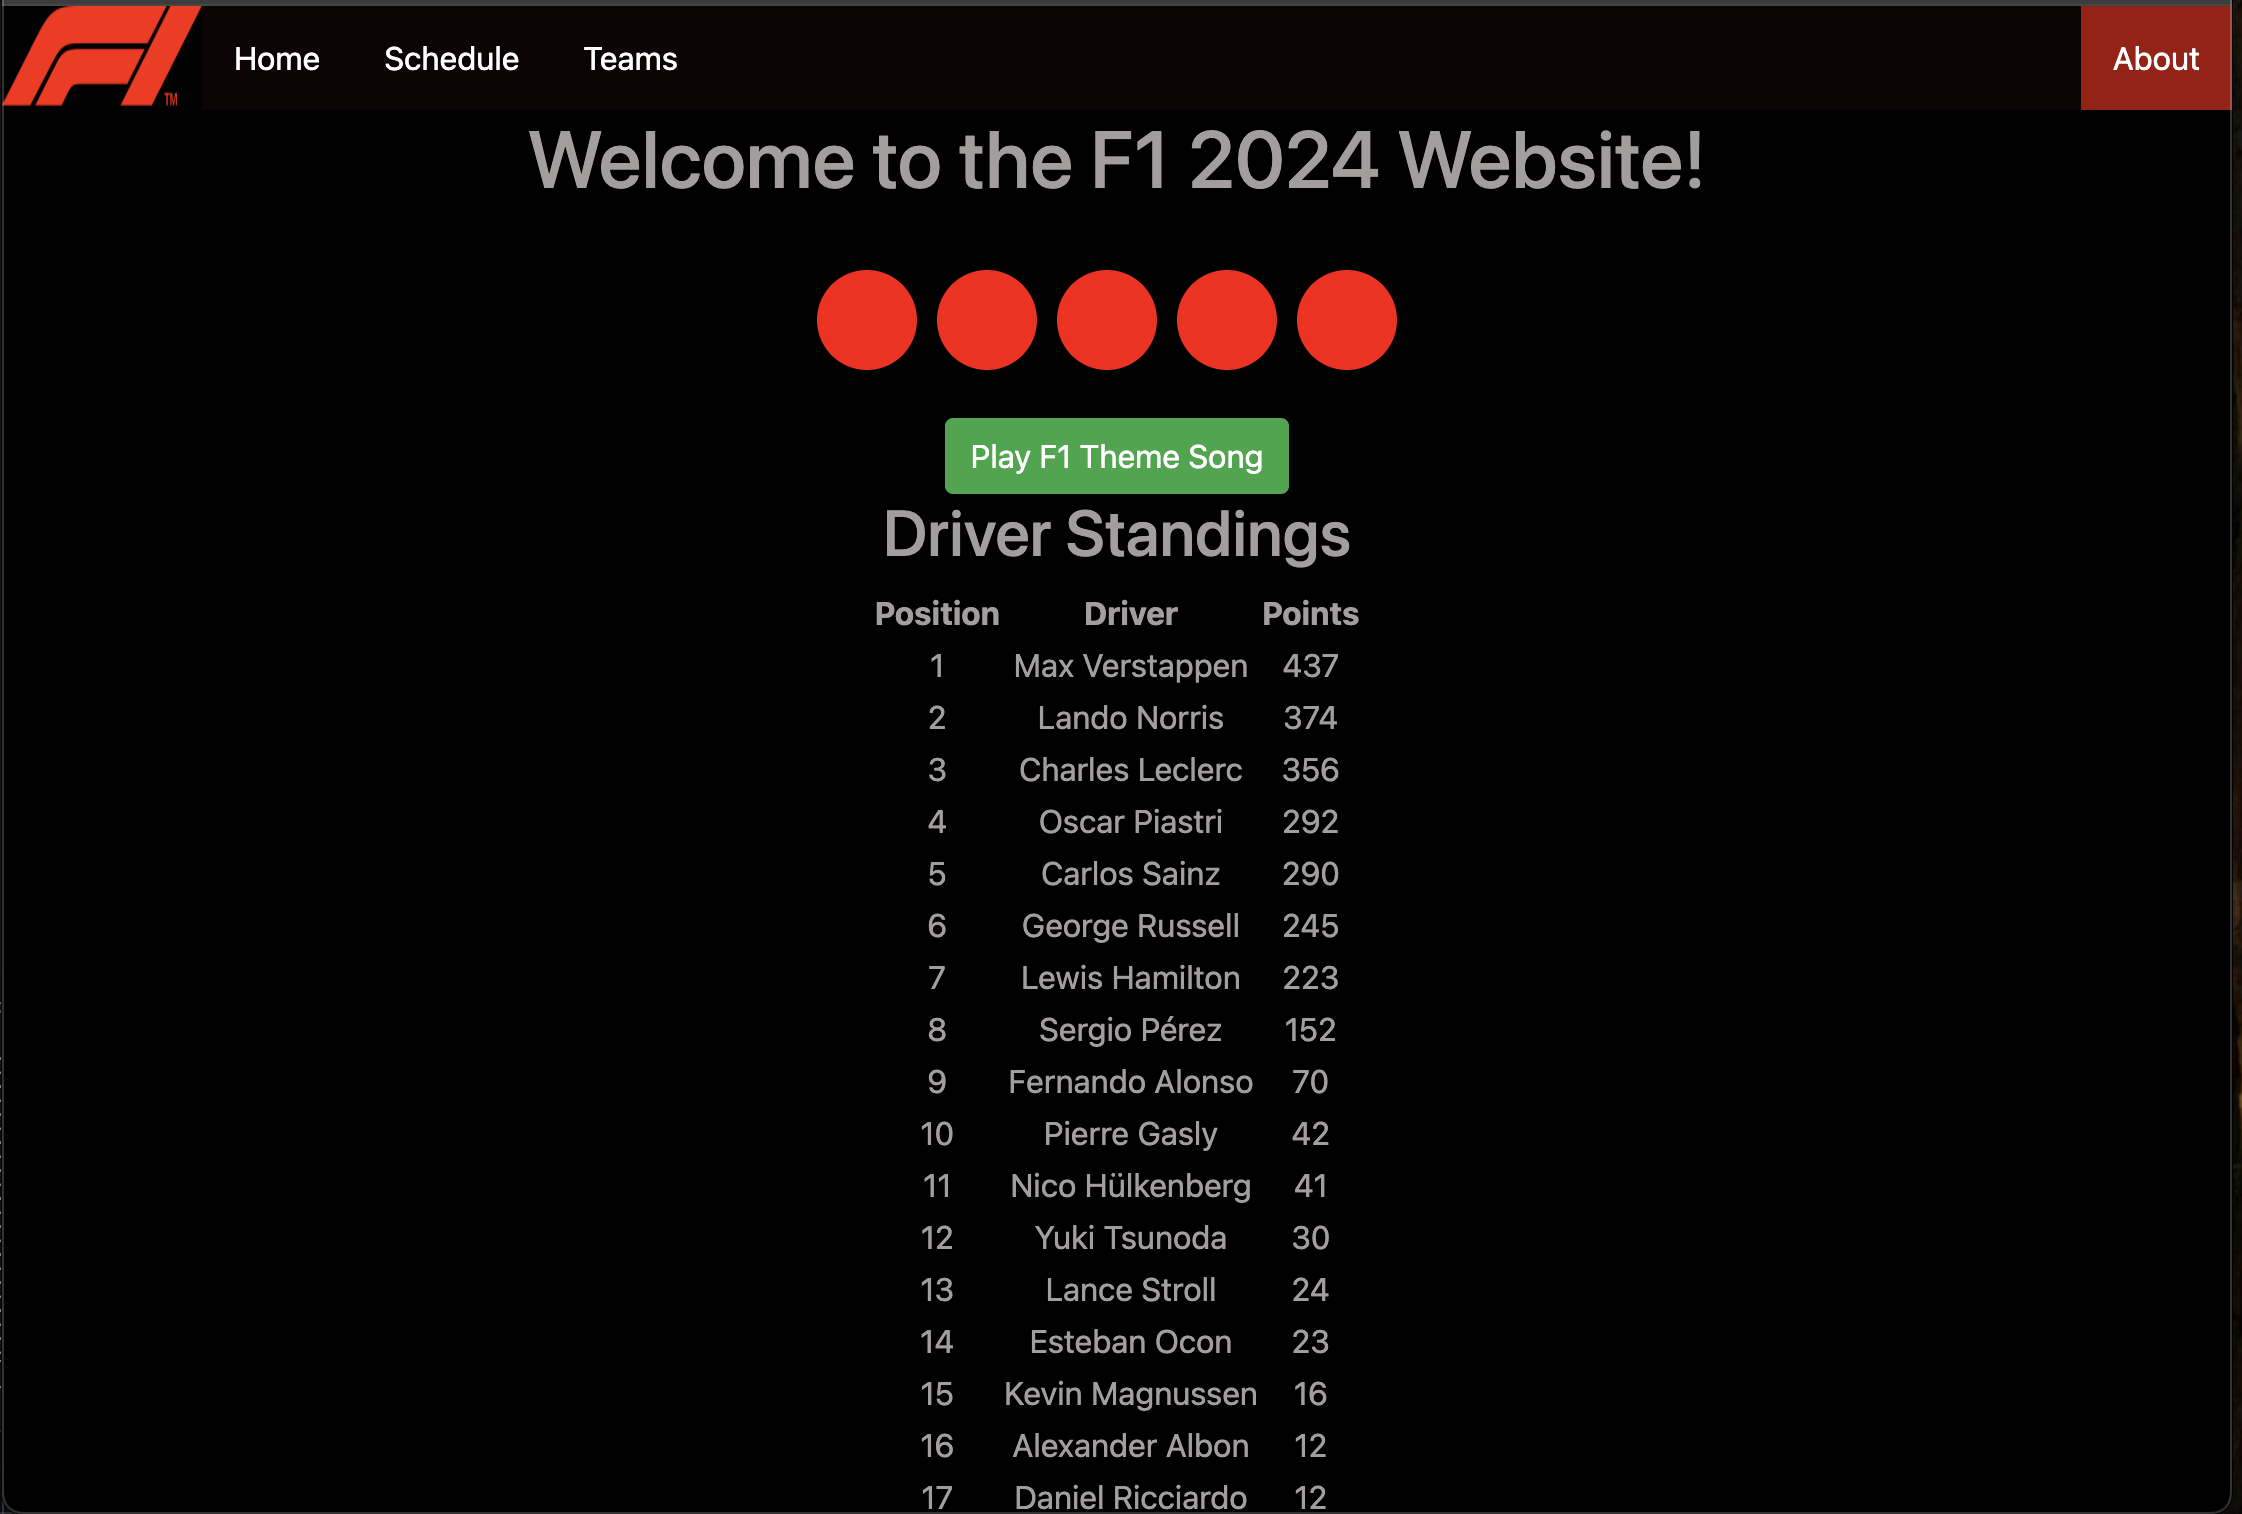 F1 TM
Home Schedule Teams About
Welcome to the F1 2024 Website!
Play F1 Theme Song
Driver Standings
Position Driver Points
1 Max Verstappen 437
2 Lando Norris 374
3 Charles Leclerc 356
4 Oscar Piastri 292
5 Carlos Sainz 290
6 George Russell 245
7 Lewis Hamilton 223
8 Sergio Pérez 152
9 Fernando Alonso 70
10 Pierre Gasly 42
11 Nico Hülkenberg 41
12 Yuki Tsunoda 30
13 Lance Stroll 24
14 Esteban Ocon 23
15 Kevin Magnussen 16
16 Alexander Albon 12
17 Daniel Ricciardo 12